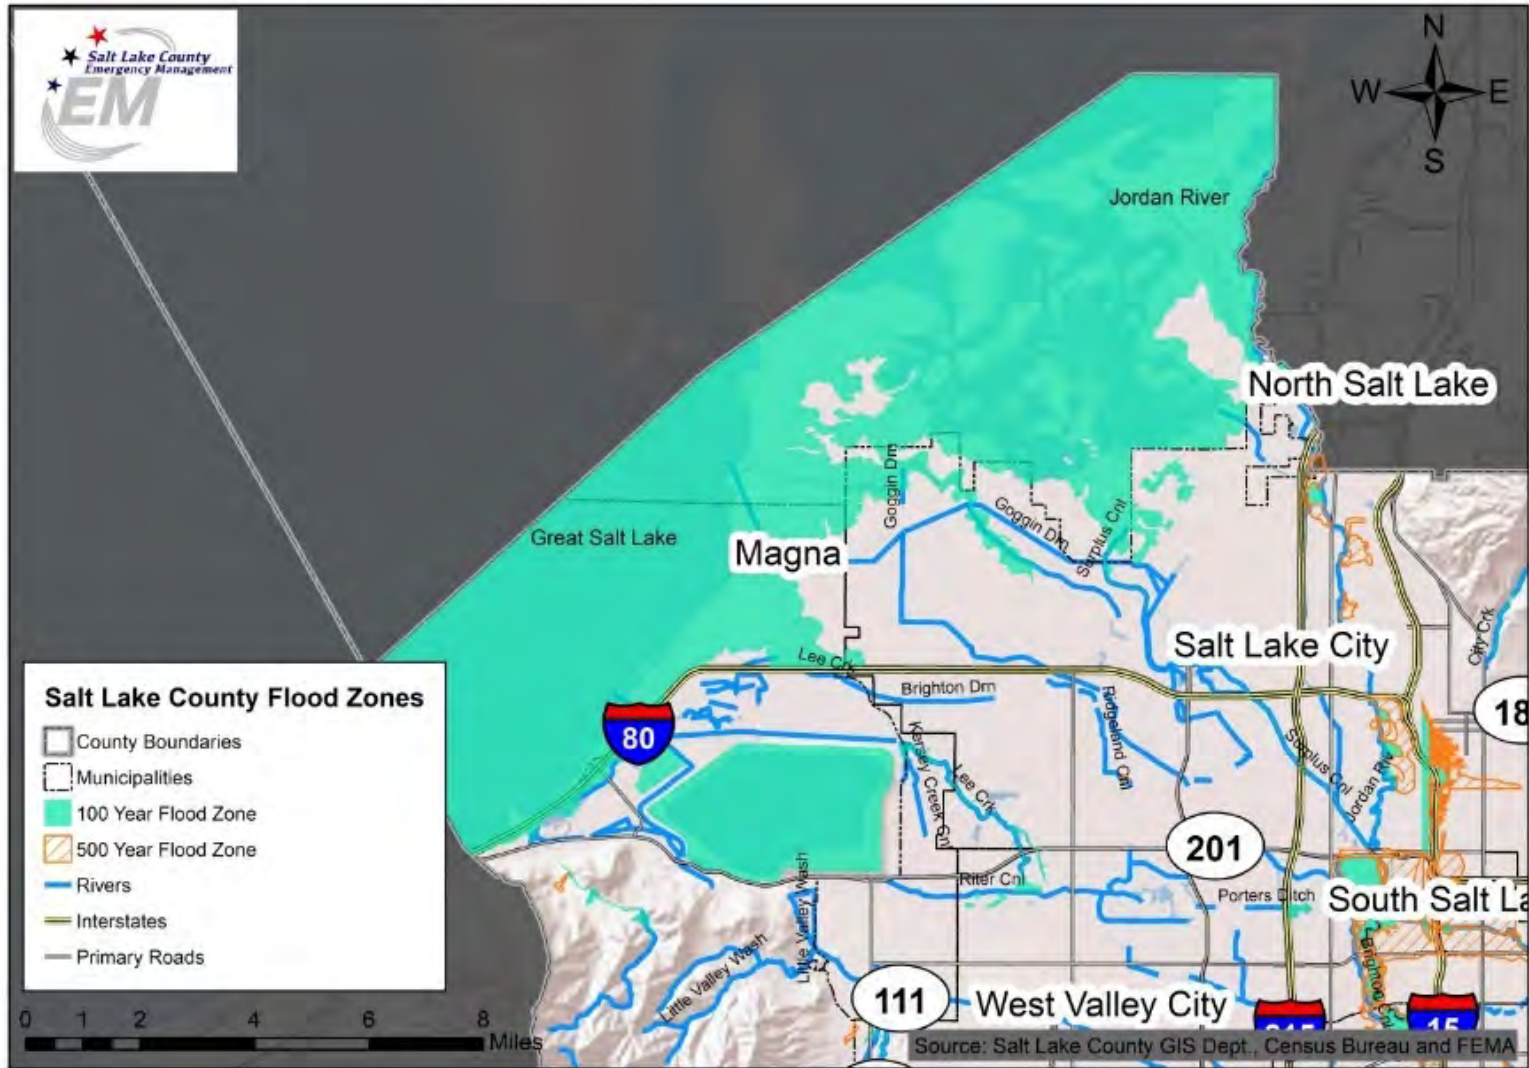 Salt Lake County
Emergency Management
EM
N
W E
S
Jordan River
North Salt Lake
Goggin Drn
Goggin Drn
Surplus Cnl
Great Salt Lake
Magna
City Crk
Salt Lake City
Lee Crk
Brighton Drn
Ridgeland Cnl
18
80
Kersey Creek Cnl
Lee Crk
Surplus Cnl
Jordan Riv
201
Riter Cnl
Porters Ditch
South Salt La
Little Valley Wash
Little Valley Wash
111
West Valley City
215
15
Salt Lake County Flood Zones
County Boundaries
Municipalities
100 Year Flood Zone
500 Year Flood Zone
Rivers
Interstates
Primary Roads
0 1 2 4 6 8
Miles
Source: Salt Lake County GIS Dept., Census Bureau and FEMA